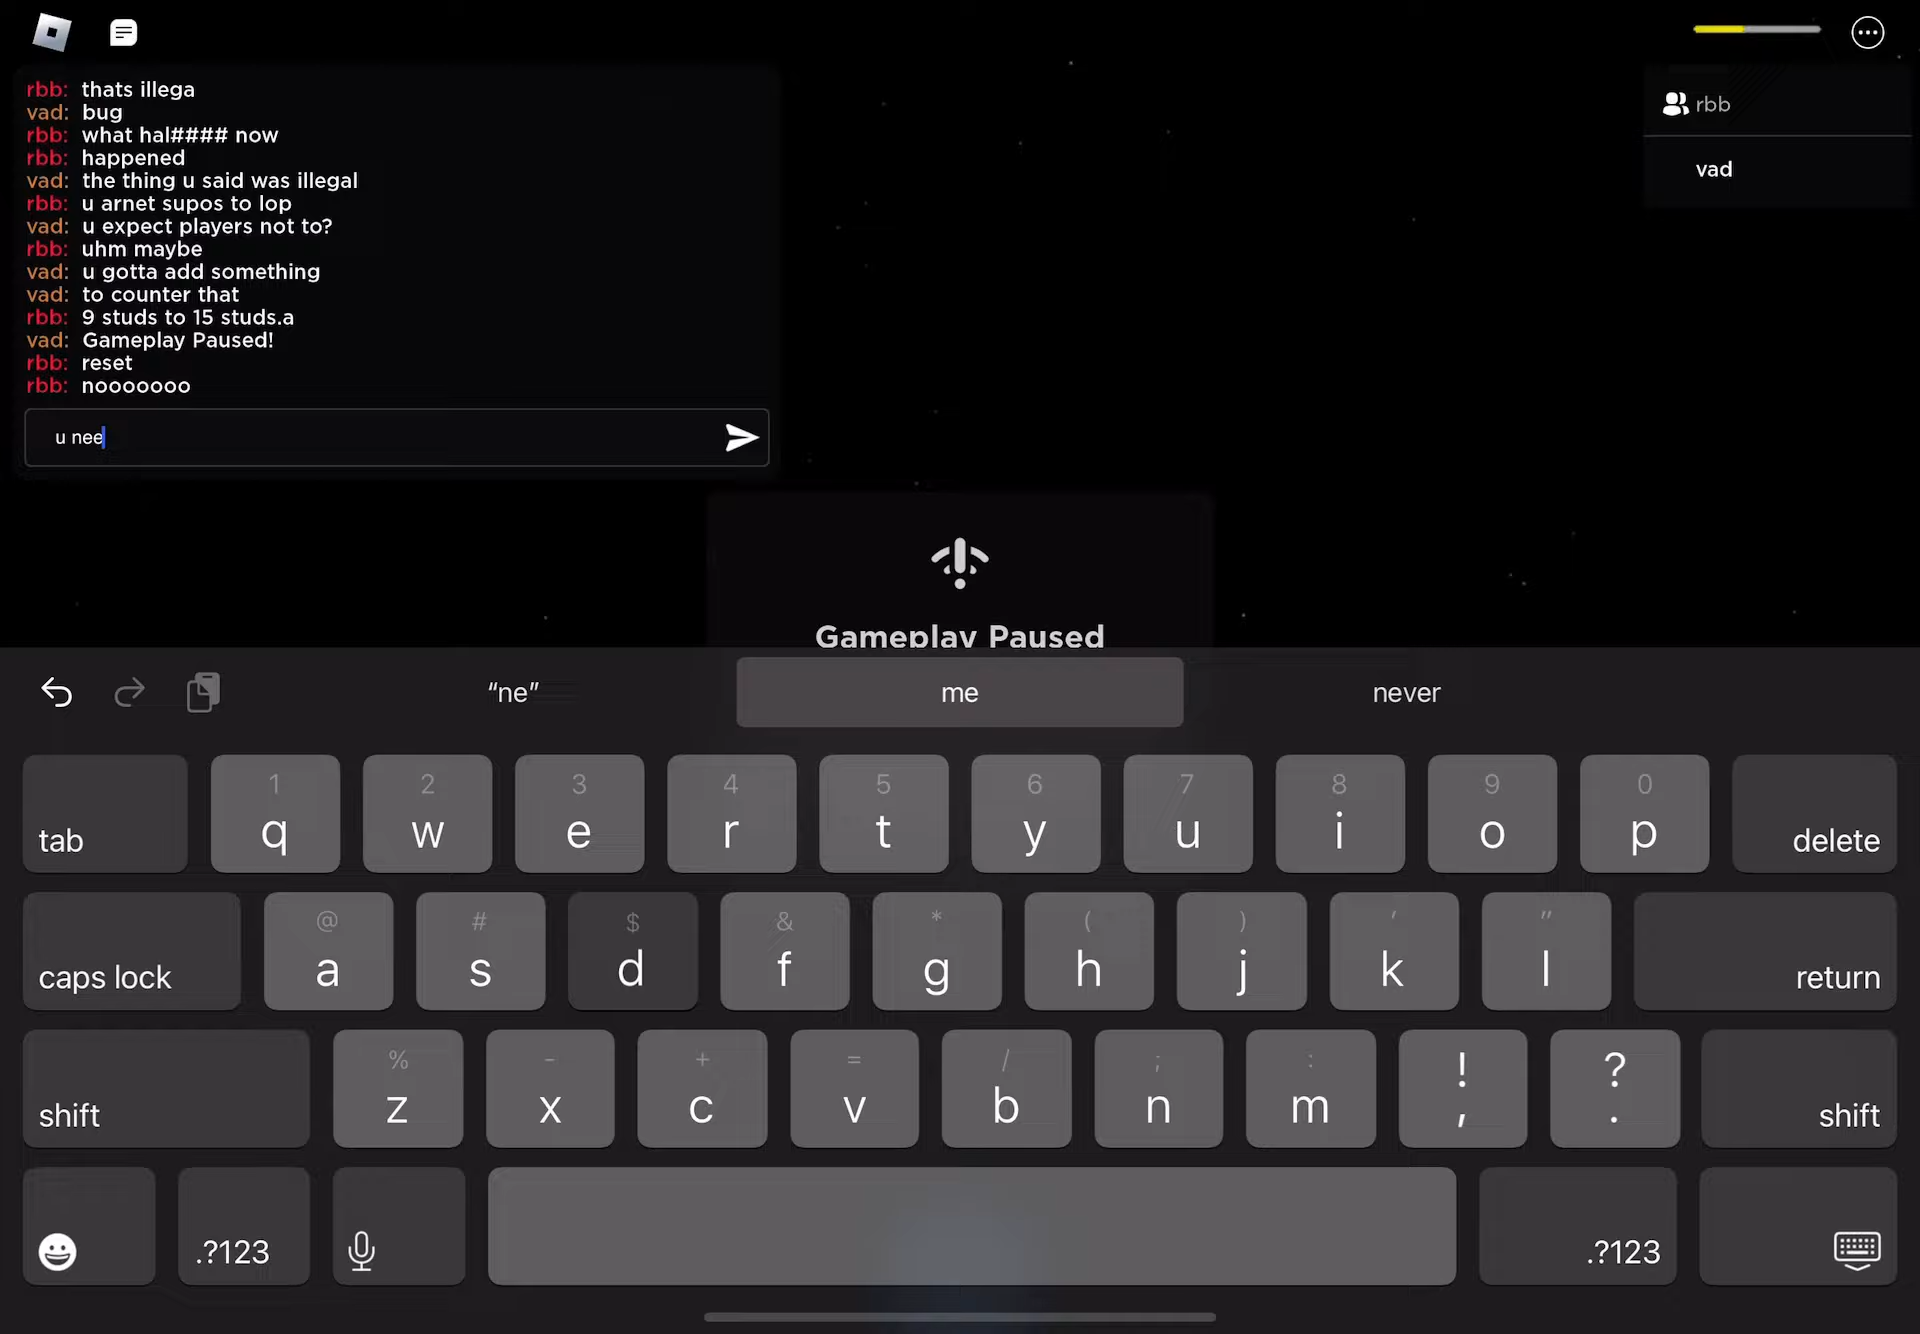 rbb: thats illega
vad: bug
rbb: what hal#### now
rbb: happened
vad: the thing u said was illegal
rbb: u arnet supos to lop
vad: u expect players not to?
rbb: uhm maybe
vad: u gotta add something
vad: to counter that
rbb: 9 studs to 15 studs.a
vad: Gameplay Paused!
rbb: reset
rbb: nooooooo
u nee
rbb
vad
Gameplay Paused
“ne” me never
1 2 3 4 5 6 7 8 9 0
tab q w e r t y u i o p delete
@ # $ & * ( ) ' "
caps lock a s d f g h j k l return
% - + = / ; : ! ?
shift z x c v b n m , . shift
.?123 .?123